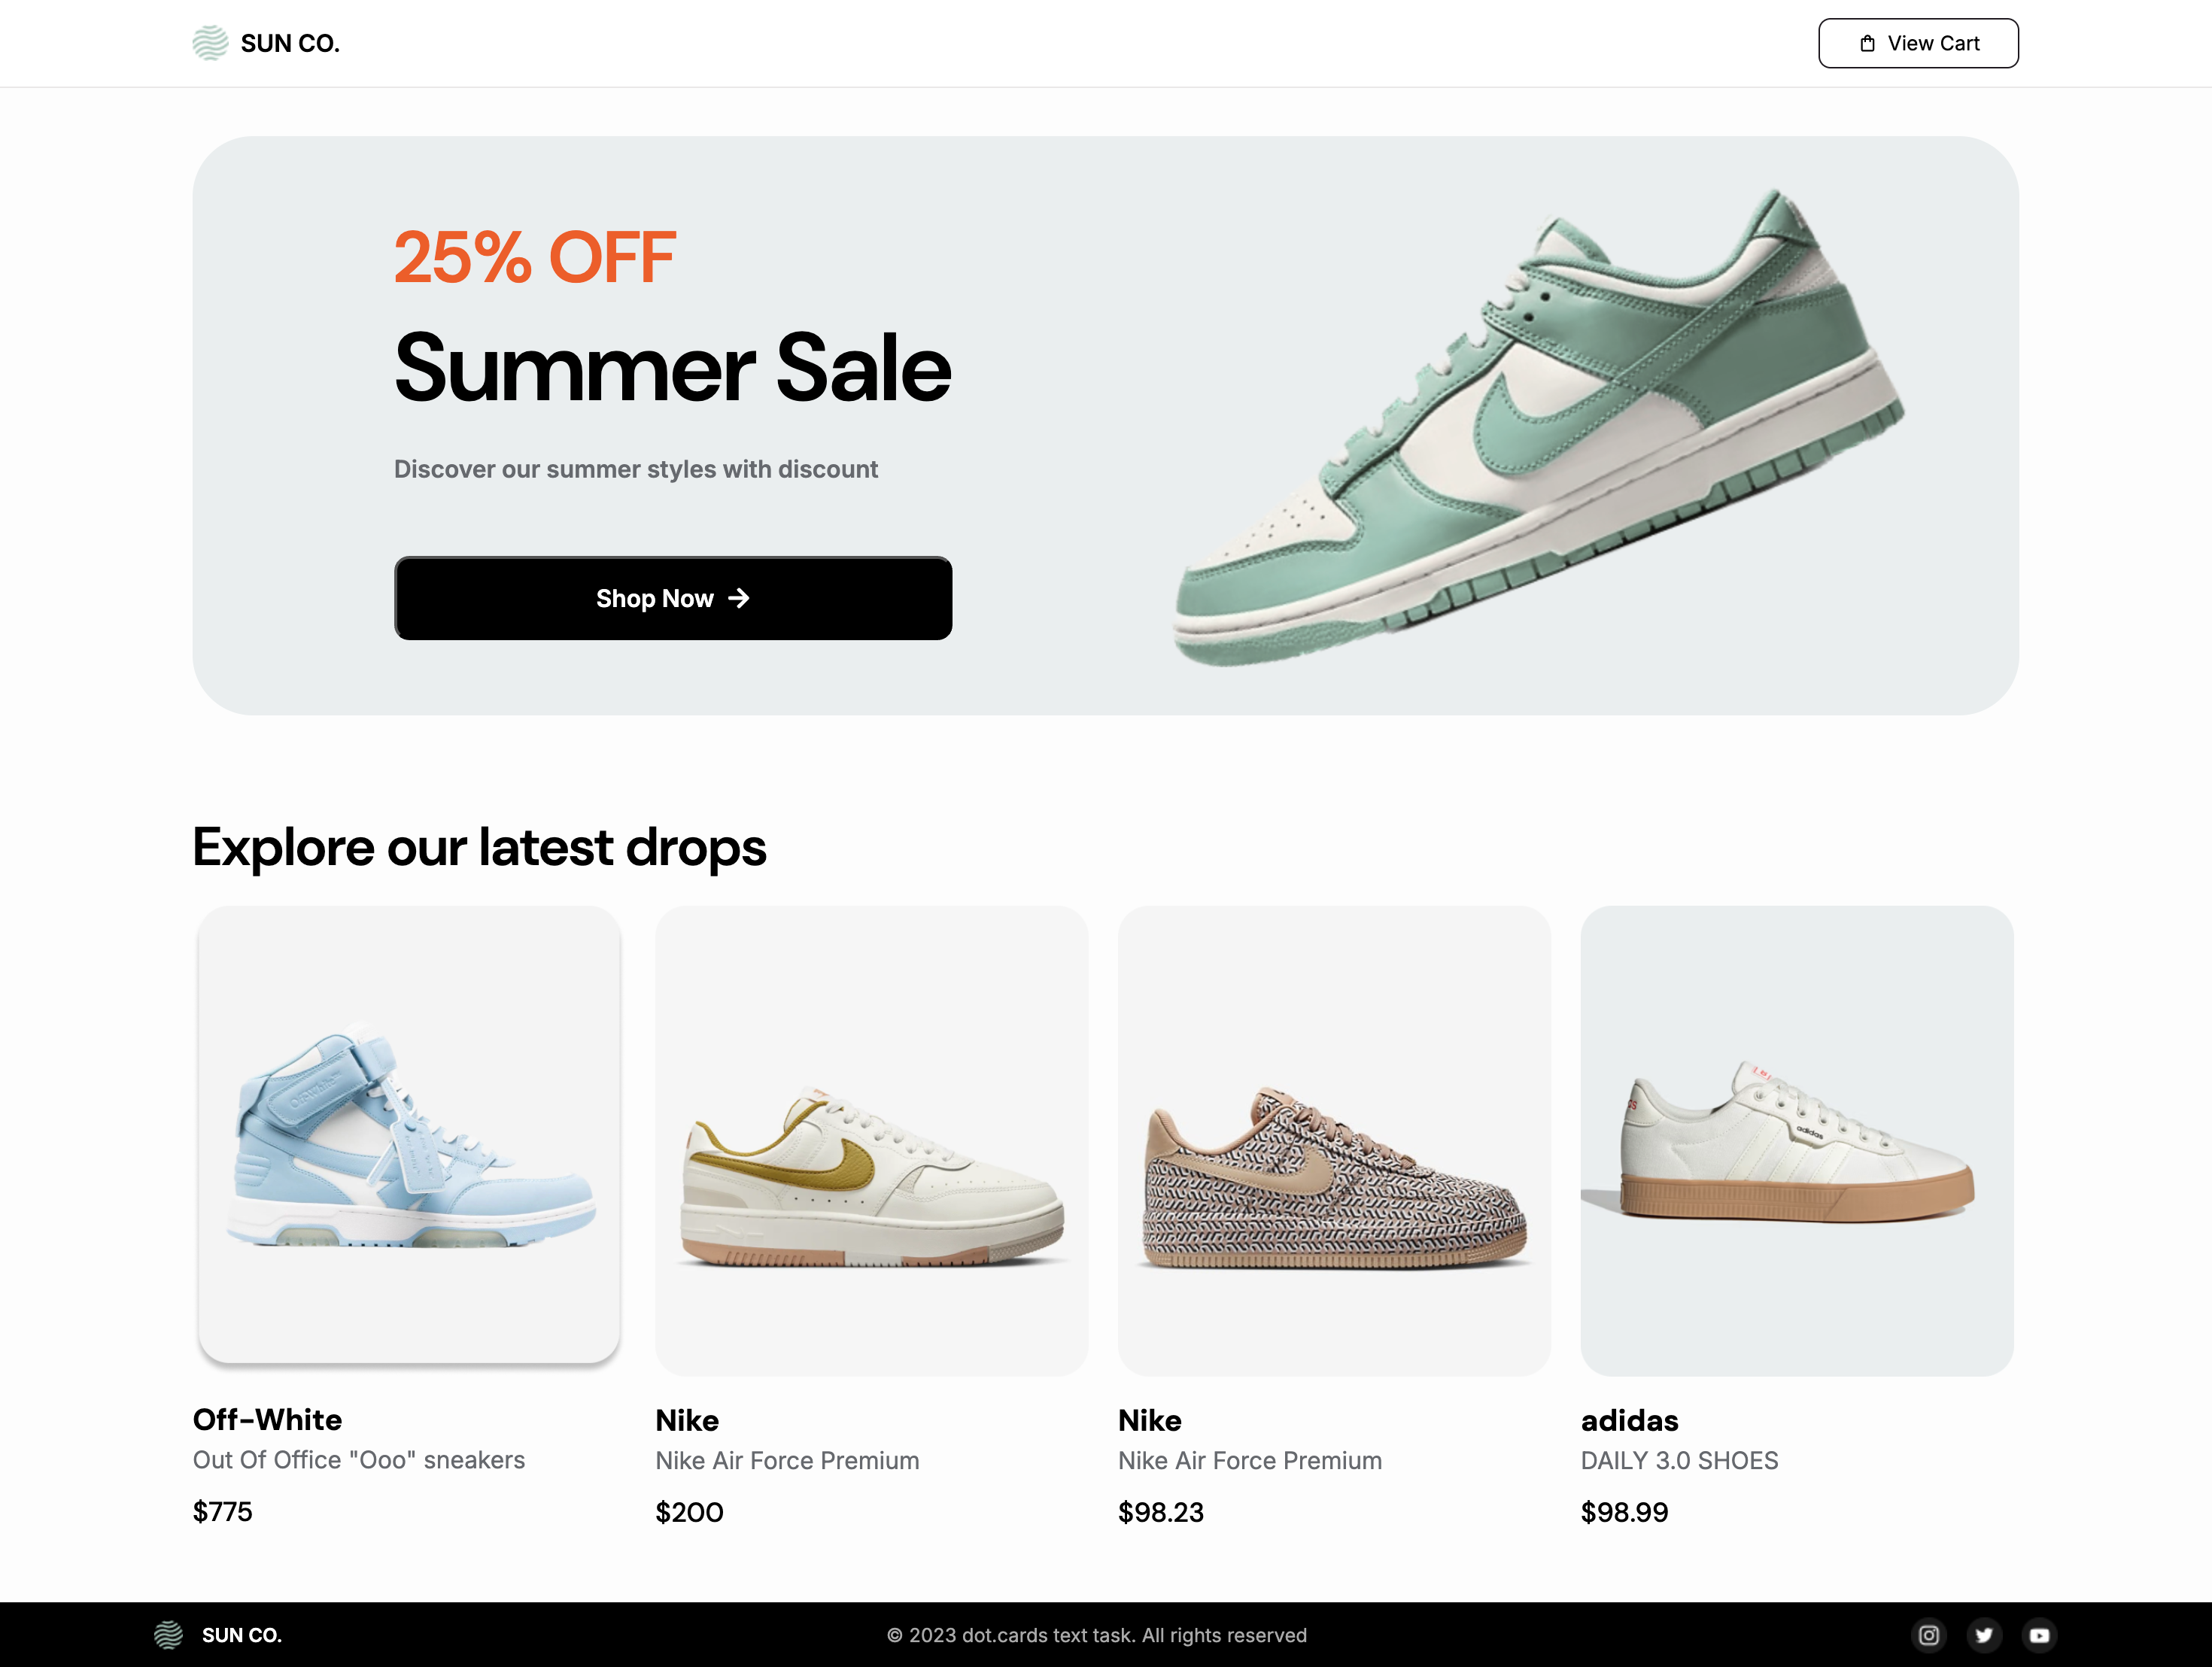 SUN CO.
View Cart
25% OFF
Summer Sale
Discover our summer styles with discount
Shop Now
Explore our latest drops
adidas
Off-White
Out Of Office "Ooo" sneakers
$775
Nike
Nike Air Force Premium
$200
Nike
Nike Air Force Premium
$98.23
adidas
DAILY 3.0 SHOES
$98.99
SUN CO.
© 2023 dot.cards text task. All rights reserved